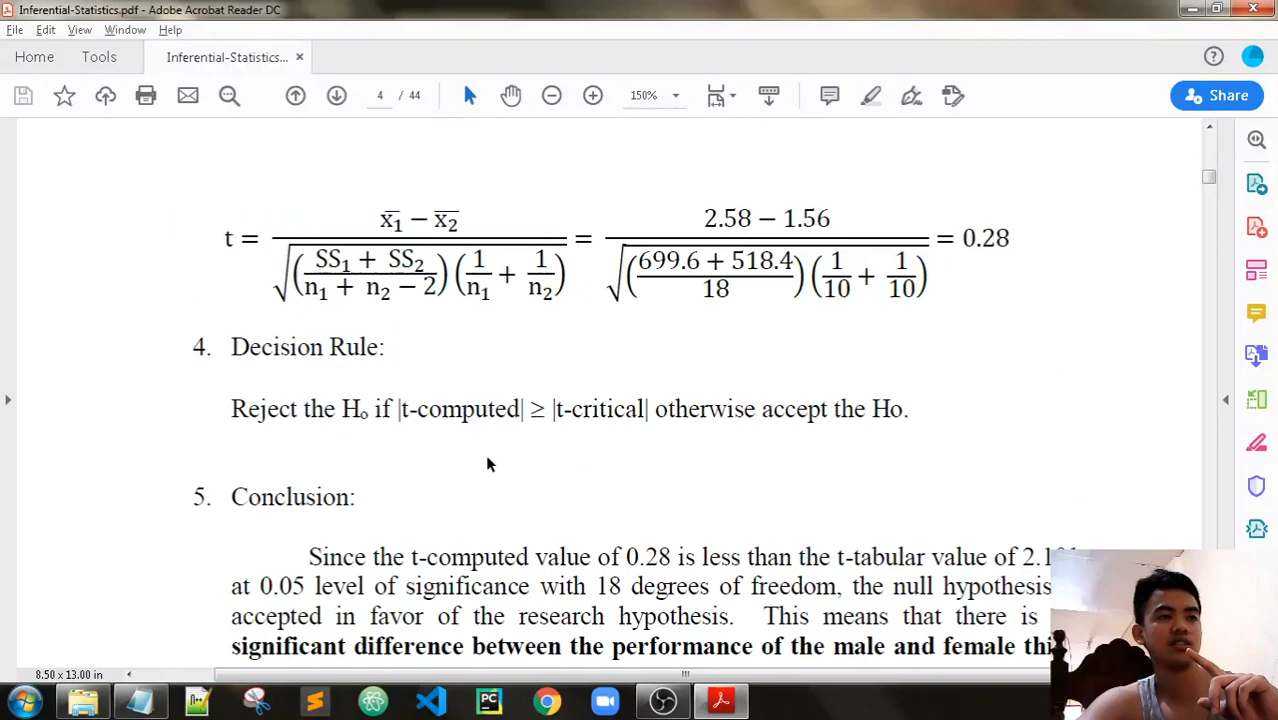 Inferential-Statistics.pdf - Adobe Acrobat Reader DC
File Edit View Window Help
Home Tools Inferential-Statistics... ×
4 / 44 150% Share
t = x̄₁ − x̄₂ / √((SS₁ + SS₂ / n₁ + n₂ − 2)(1/n₁ + 1/n₂)) = 2.58 − 1.56 / √((699.6 + 518.4 / 18)(1/10 + 1/10)) = 0.28
4. Decision Rule:
Reject the Hₒ if |t-computed| ≥ |t-critical| otherwise accept the Ho.
5. Conclusion:
Since the t-computed value of 0.28 is less than the t-tabular value of
at 0.05 level of significance with 18 degrees of freedom, the null hypothesis
accepted in favor of the research hypothesis. This means that there is
significant difference between the performance of the male and female
8.50 x 13.00 in
PC